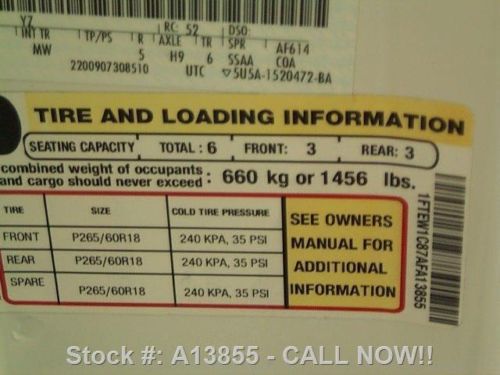 YZ RC: 52 DSO:
INT TR TP/PS R AXLE TR SPR AF614
MW 5 H9 6 SSAA COA
2200907308510 UTC ▽5U5A-1520472-BA
TIRE AND LOADING INFORMATION
SEATING CAPACITY TOTAL: 6 FRONT: 3 REAR: 3
combined weight of occupants
and cargo should never exceed: 660 kg or 1456 lbs.
TIRE SIZE COLD TIRE PRESSURE
FRONT P265/60R18 240 KPA, 35 PSI
REAR P265/60R18 240 KPA, 35 PSI
SPARE P265/60R18 240 KPA, 35 PSI
SEE OWNERS
MANUAL FOR
ADDITIONAL
INFORMATION
1FTEW1C87AFA13855
Stock #: A13855 - CALL NOW!!